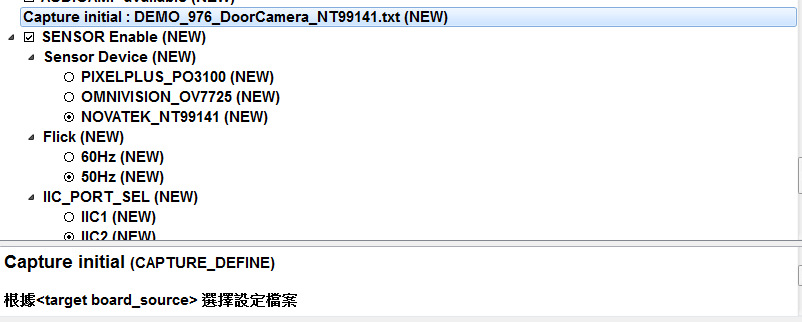 Capture initial : DEMO_976_DoorCamera_NT99141.txt (NEW)
SENSOR Enable (NEW)
Sensor Device (NEW)
PIXELPLUS_PO3100 (NEW)
OMNIVISION_OV7725 (NEW)
NOVATEK_NT99141 (NEW)
Flick (NEW)
60Hz (NEW)
50Hz (NEW)
IIC_PORT_SEL (NEW)
IIC1 (NEW)
IIC2 (NEW)
Capture initial (CAPTURE_DEFINE)
根據<target board_source> 選擇設定檔案